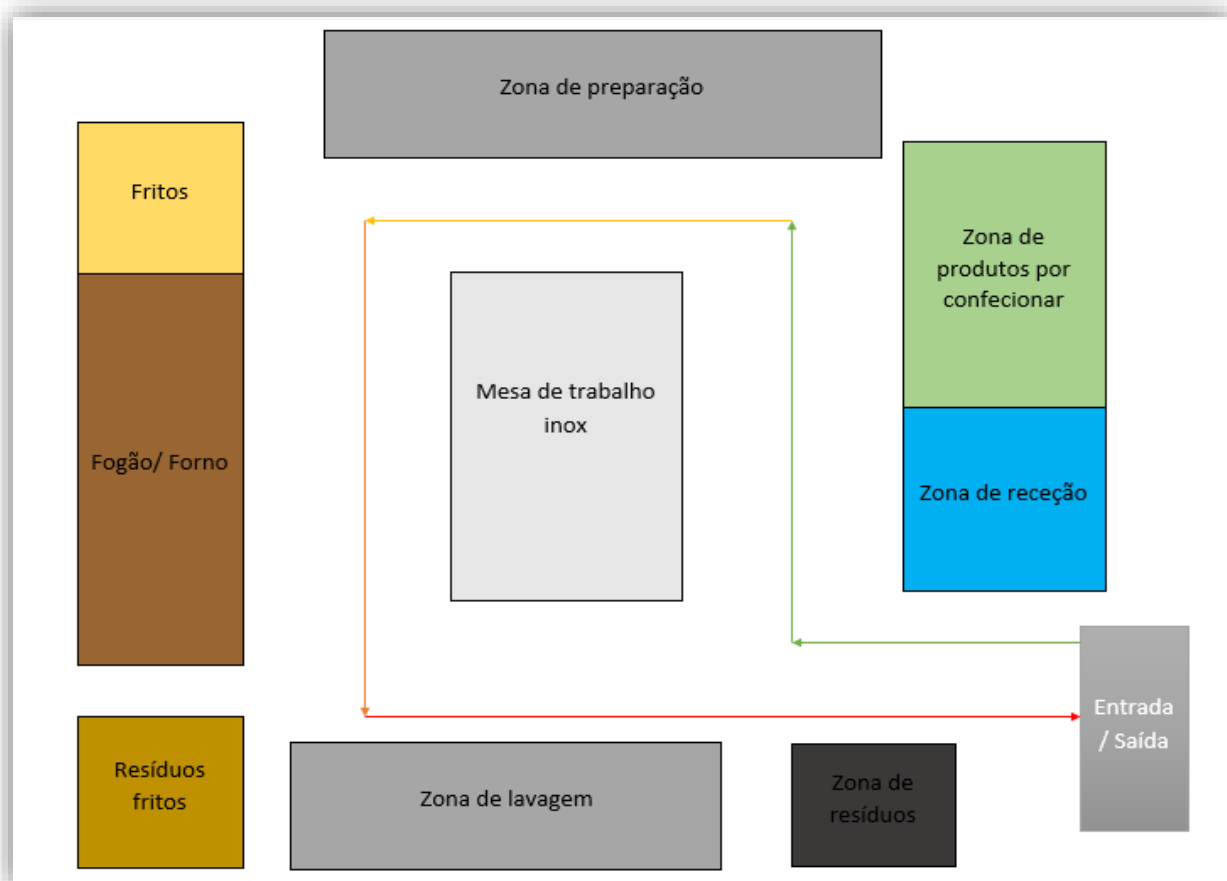 Zona de preparação
Fritos
Zona de
produtos por
confecionar
Mesa de trabalho
inox
Fogão/ Forno
Zona de receção
Entrada
/ Saída
Resíduos
fritos
Zona de lavagem
Zona de
resíduos